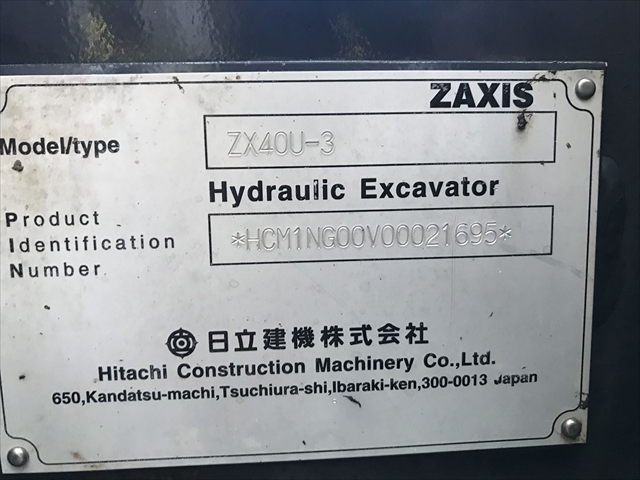 ZAXIS
Model/type ZX40U-3
Hydraulic Excavator
Product
Identification *HCM1NG00V00021695*
Number
日立建機株式会社
Hitachi Construction Machinery Co.,Ltd.
650,Kandatsu-machi,Tsuchiura-shi,Ibaraki-ken,300-0013 Japan